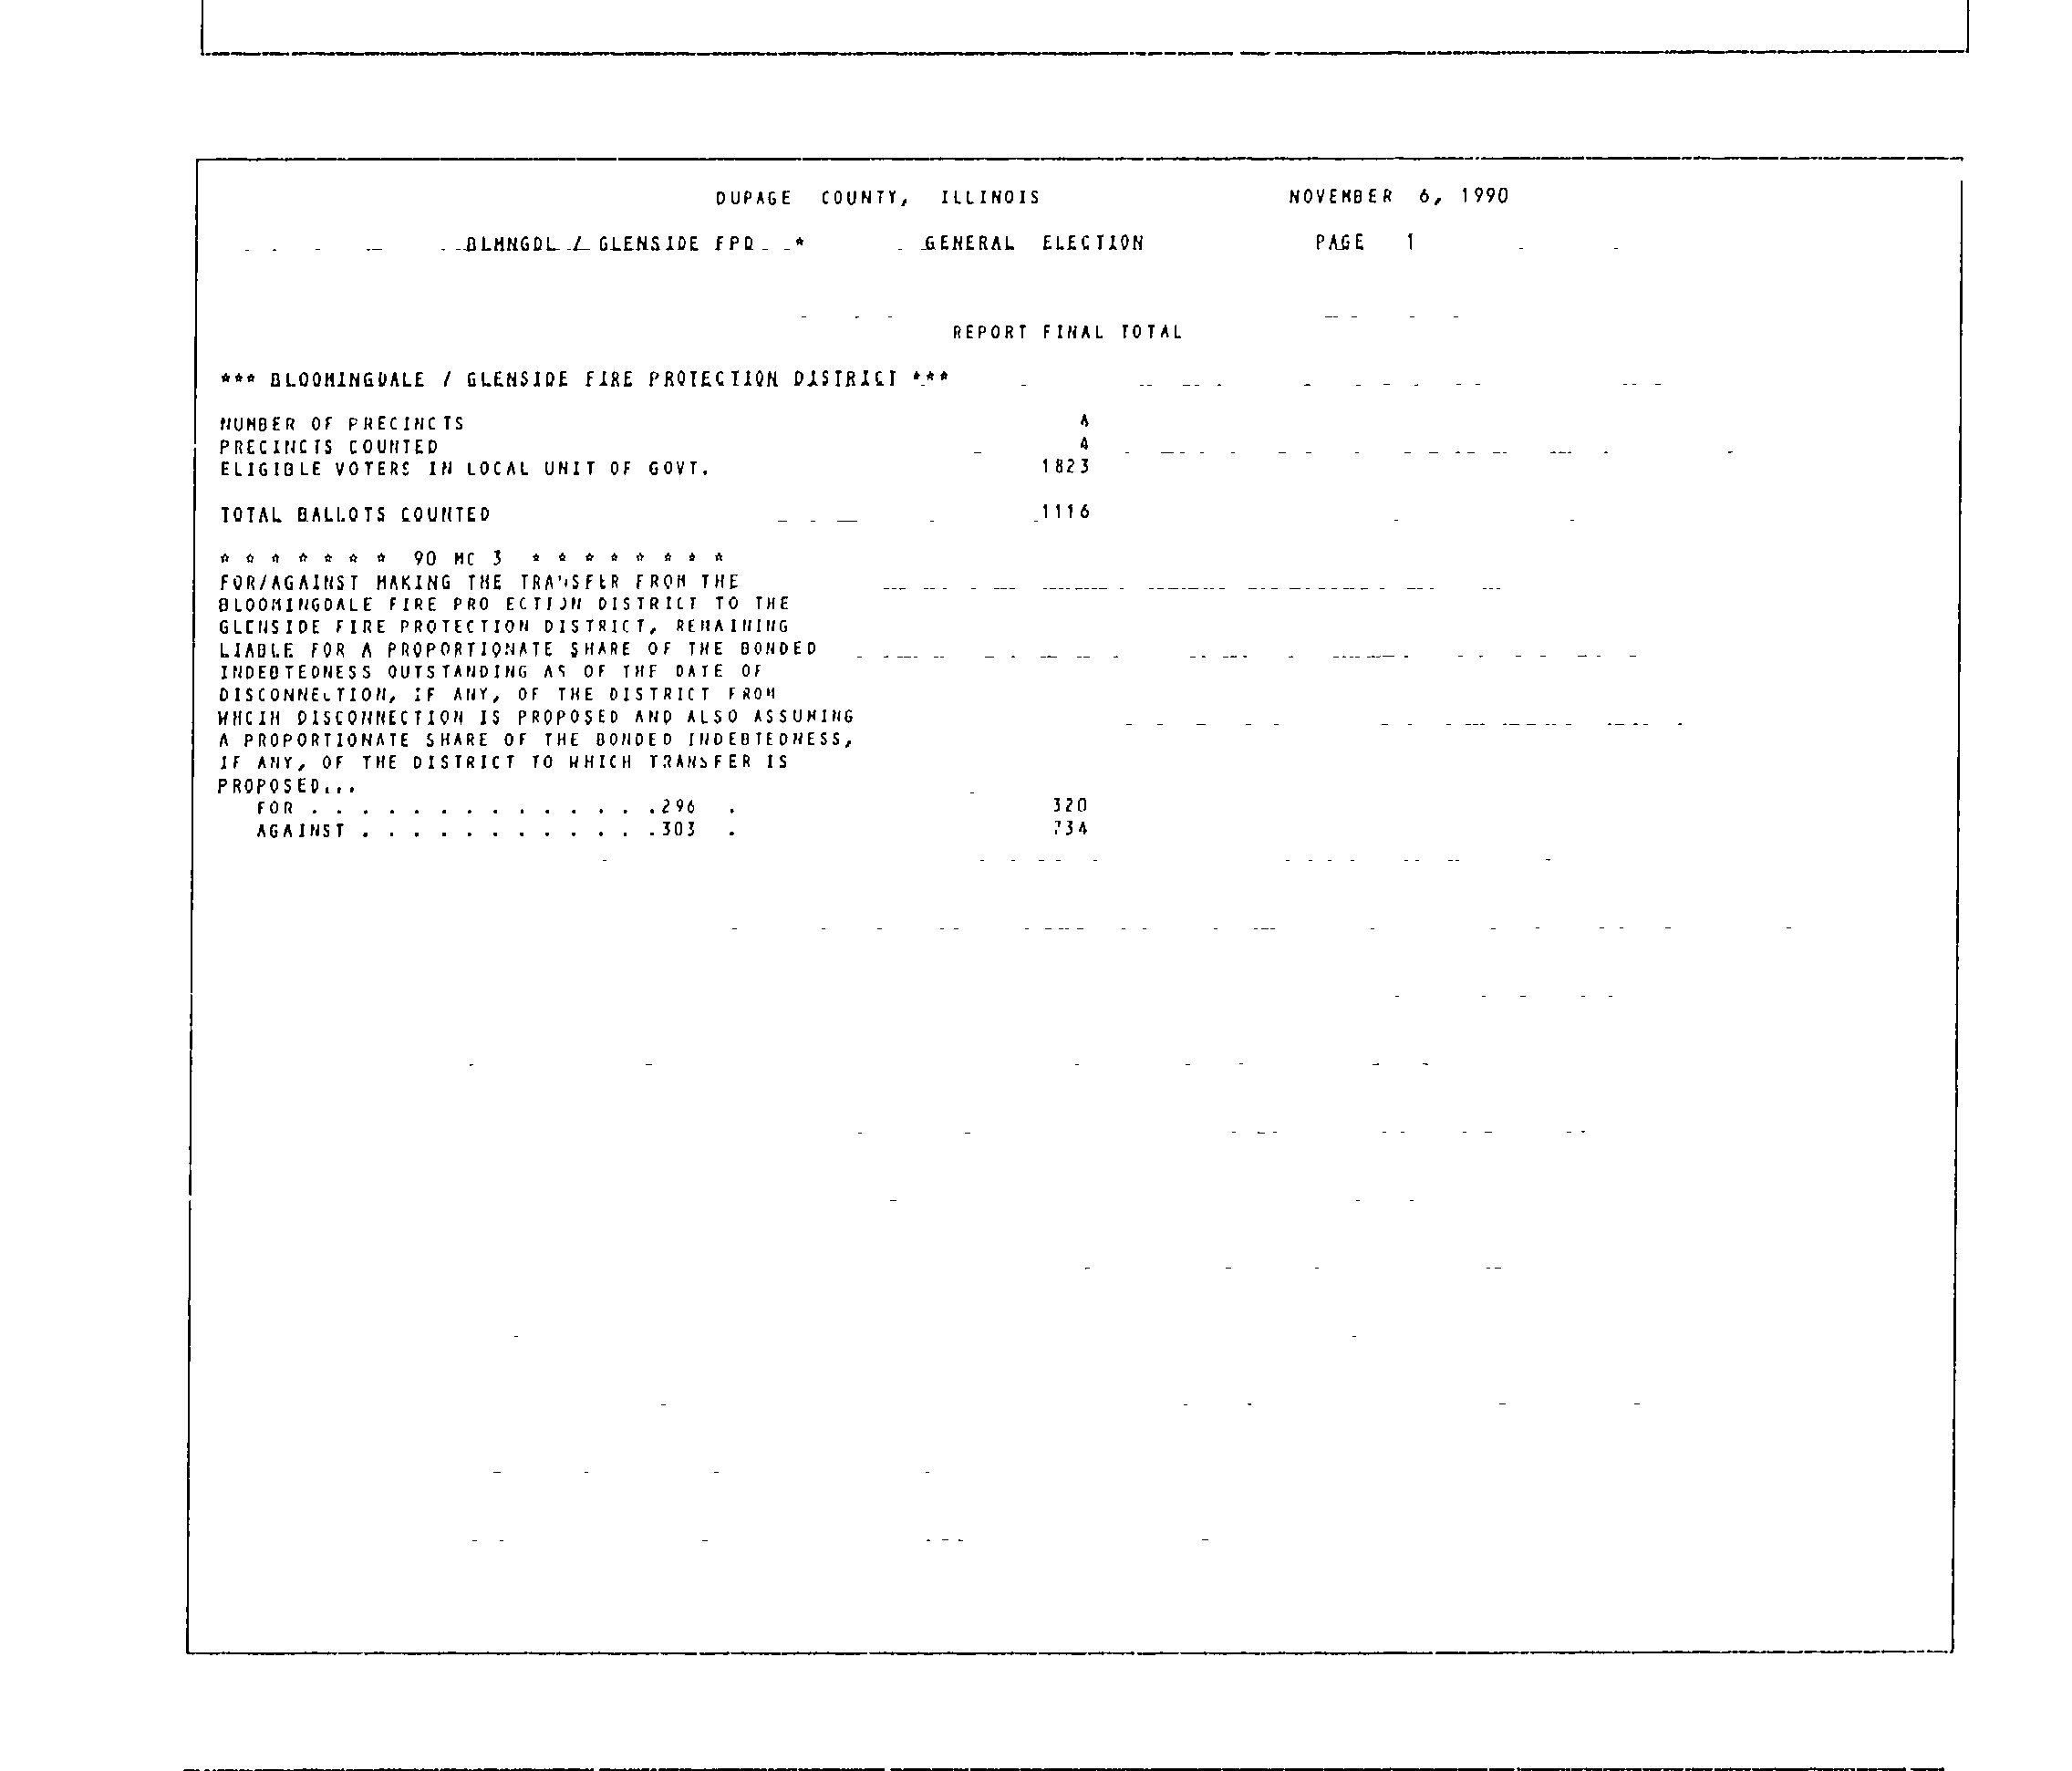 DUPAGE COUNTY, ILLINOIS NOVEMBER 6, 1990
BLMNGDL / GLENSIDE FPD * GENERAL ELECTION PAGE 1
REPORT FINAL TOTAL
*** BLOOMINGDALE / GLENSIDE FIRE PROTECTION DISTRICT ***
NUMBER OF PRECINCTS 4
PRECINCTS COUNTED 4
ELIGIBLE VOTERS IN LOCAL UNIT OF GOVT. 1823
TOTAL BALLOTS COUNTED 1116
* * * * * * * 90 MC 3 * * * * * * * *
FOR/AGAINST MAKING THE TRANSFER FROM THE
BLOOMINGDALE FIRE PRO ECTION DISTRICT TO THE
GLENSIDE FIRE PROTECTION DISTRICT, REMAINING
LIABLE FOR A PROPORTIONATE SHARE OF THE BONDED
INDEBTEDNESS OUTSTANDING AS OF THE DATE OF
DISCONNECTION, IF ANY, OF THE DISTRICT FROM
WHCIH DISCONNECTION IS PROPOSED AND ALSO ASSUMING
A PROPORTIONATE SHARE OF THE BONDED INDEBTEDNESS,
IF ANY, OF THE DISTRICT TO WHICH TRANSFER IS
PROPOSED...
FOR . . . . . . . . . . . . . .296 . 320
AGAINST . . . . . . . . . . . .303 . 734